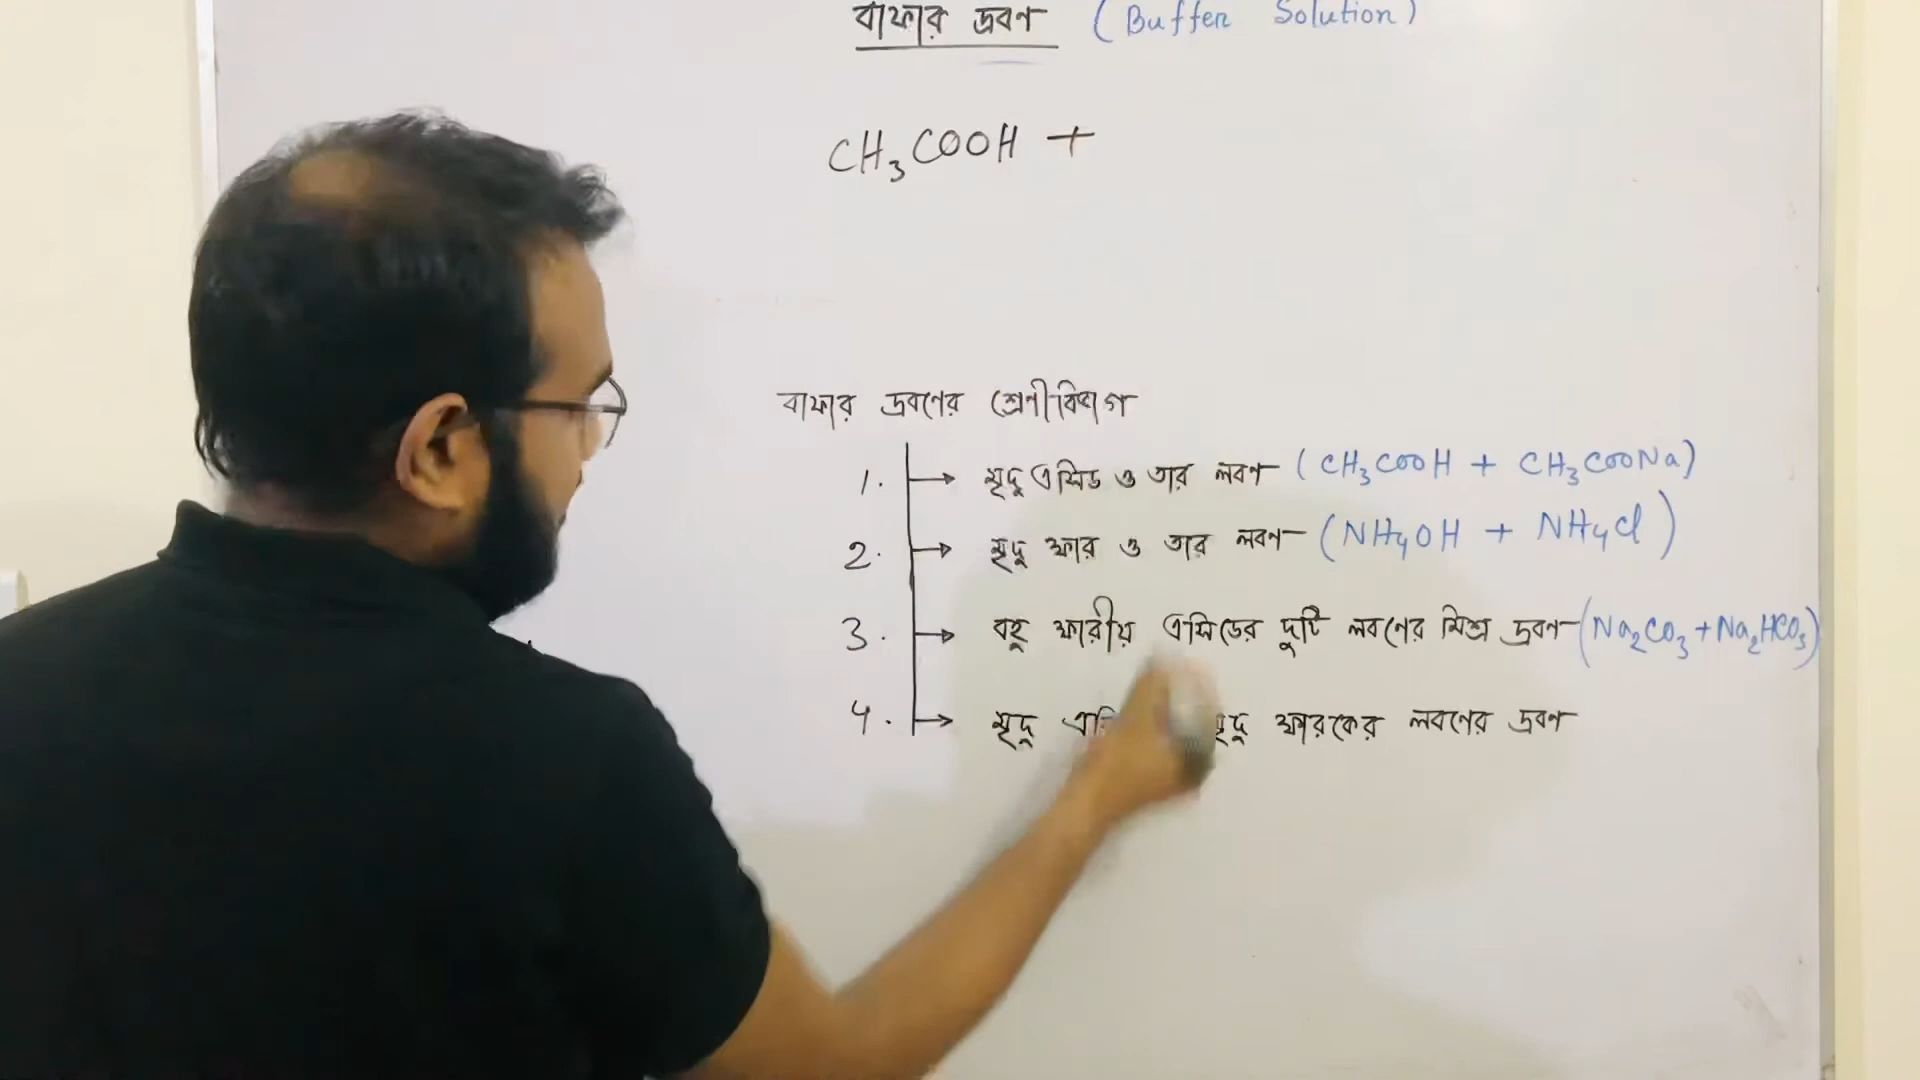 বাফার দ্রবণ (Buffer Solution)
CH₃COOH +
বাফার দ্রবণের শ্রেণীবিভাগ
1. → মৃদু এসিড ও তার লবণ (CH₃COOH + CH₃COONa)
2. → মৃদু ক্ষার ও তার লবণ (NH₄OH + NH₄Cl)
3. → বহু ক্ষারীয় এসিডের দুটি লবণের মিশ্র দ্রবণ (Na₂CO₃ + Na₂HCO₃)
4. → মৃদু মৃদু ক্ষারকের লবণের দ্রবণ